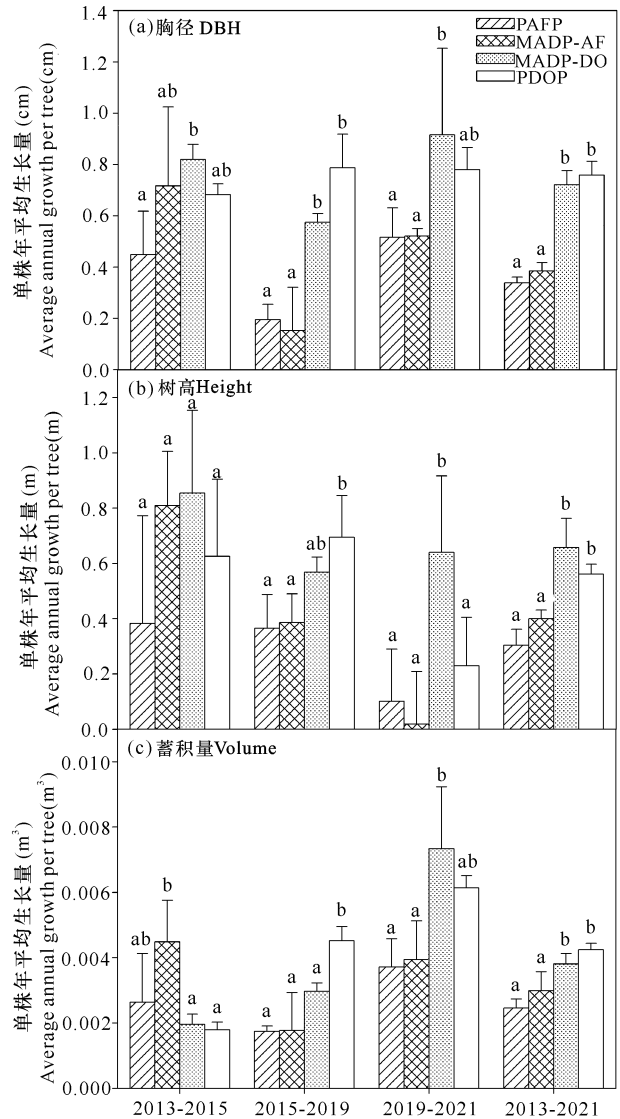 (a) 胸径 DBH
PAFP
MADP-AF
MADP-DO
PDOP
单株年平均生长量 (cm)
Average annual growth per tree(cm)
1.4
1.2
1.0
0.8
0.6
0.4
0.2
0.0
a
ab
b
ab
a
a
b
b
a
a
b
ab
a
a
b
b
(b) 树高Height
单株年平均生长量 (m)
Average annual growth per tree(m)
1.2
1.0
0.8
0.6
0.4
0.2
0.0
a
a
a
a
a
a
ab
b
a
a
b
a
a
a
b
b
(c) 蓄积量Volume
单株年平均生长量 (m³)
Average annual growth per tree(m³)
0.010
0.008
0.006
0.004
0.002
0.000
ab
b
a
a
a
a
a
b
a
a
b
ab
a
a
b
b
2013-2015
2015-2019
2019-2021
2013-2021